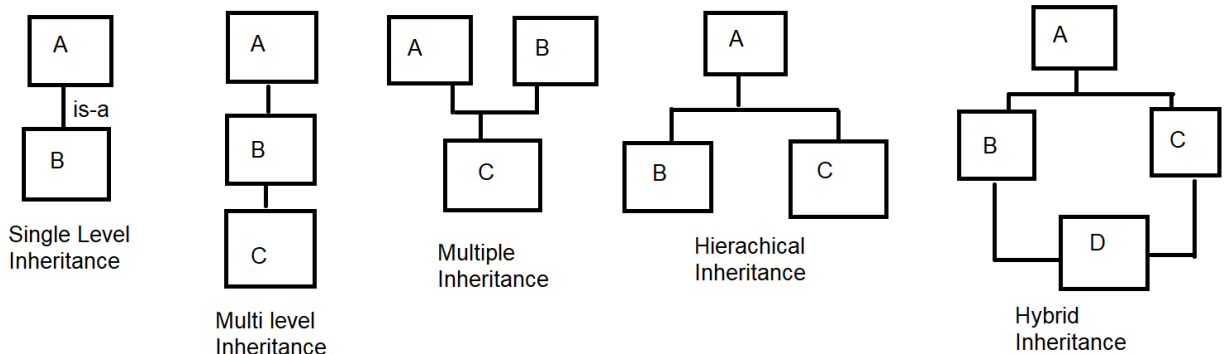 A
is-a
B
Single Level
Inheritance
A
B
C
Multi level
Inheritance
A
B
C
Multiple
Inheritance
A
B
C
Hierachical
Inheritance
A
B
C
D
Hybrid
Inheritance